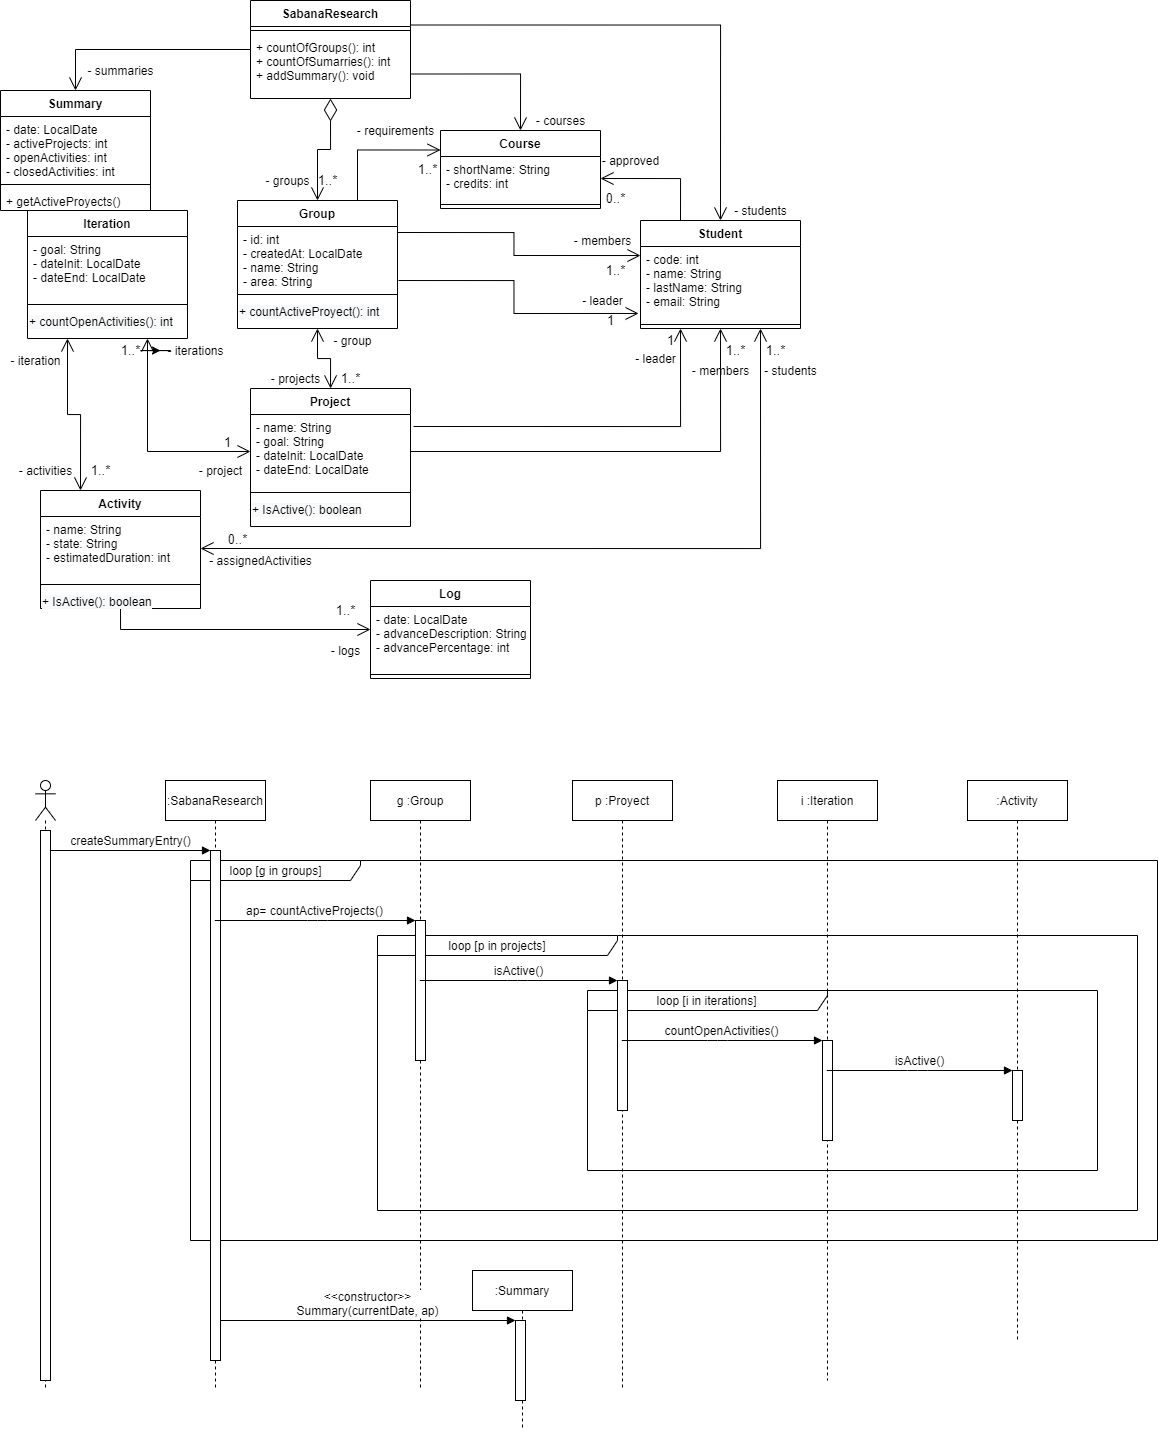 SabanaResearch
+ countOfGroups(): int
+ countOfSumarries(): int
+ addSummary(): void
- summaries
Summary
- date: LocalDate
- activeProjects: int
- openActivities: int
- closedActivities: int
+ getActiveProyects()
- requirements
1..*
- courses
Course
- shortName: String
- credits: int
- approved
0..*
- students
- groups
1..*
Group
- id: int
- createdAt: LocalDate
- name: String
- area: String
+ countActiveProyect(): int
- members
1..*
- leader
1
Student
- code: int
- name: String
- lastName: String
- email: String
Iteration
- goal: String
- dateInit: LocalDate
- dateEnd: LocalDate
+ countOpenActivities(): int
- iteration
1..*
- iterations
- group
- projects
1..*
1
- leader
1..*
- members
1..*
- students
Project
- name: String
- goal: String
- dateInit: LocalDate
- dateEnd: LocalDate
+ IsActive(): boolean
1
- project
- activities
1..*
Activity
- name: String
- state: String
- estimatedDuration: int
+ IsActive(): boolean
0..*
- assignedActivities
1..*
- logs
Log
- date: LocalDate
- advanceDescription: String
- advancePercentage: int
:SabanaResearch
g :Group
p :Proyect
i :Iteration
:Activity
createSummaryEntry()
loop [g in groups]
ap= countActiveProjects()
loop [p in projects]
isActive()
loop [i in iterations]
countOpenActivities()
isActive()
:Summary
<<constructor>>
Summary(currentDate, ap)